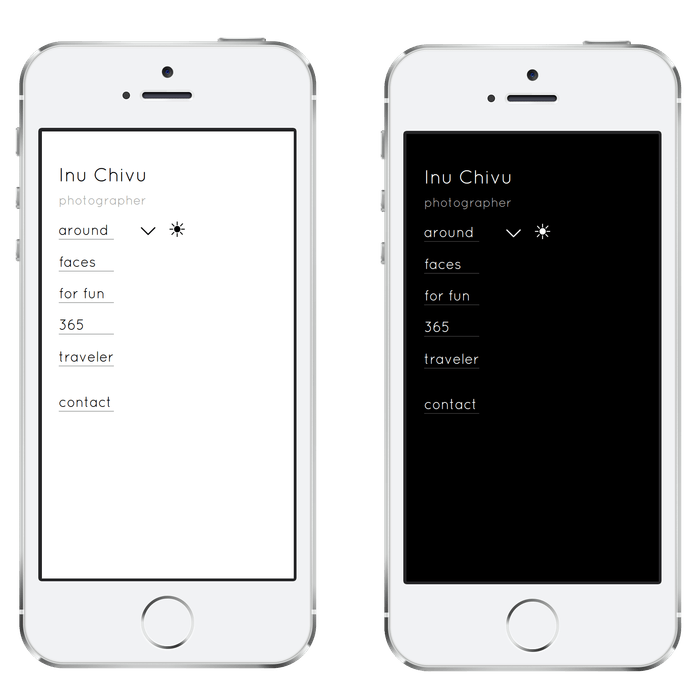 Inu Chivu
photographer
around
faces
for fun
365
traveler
contact
Inu Chivu
photographer
around
faces
for fun
365
traveler
contact